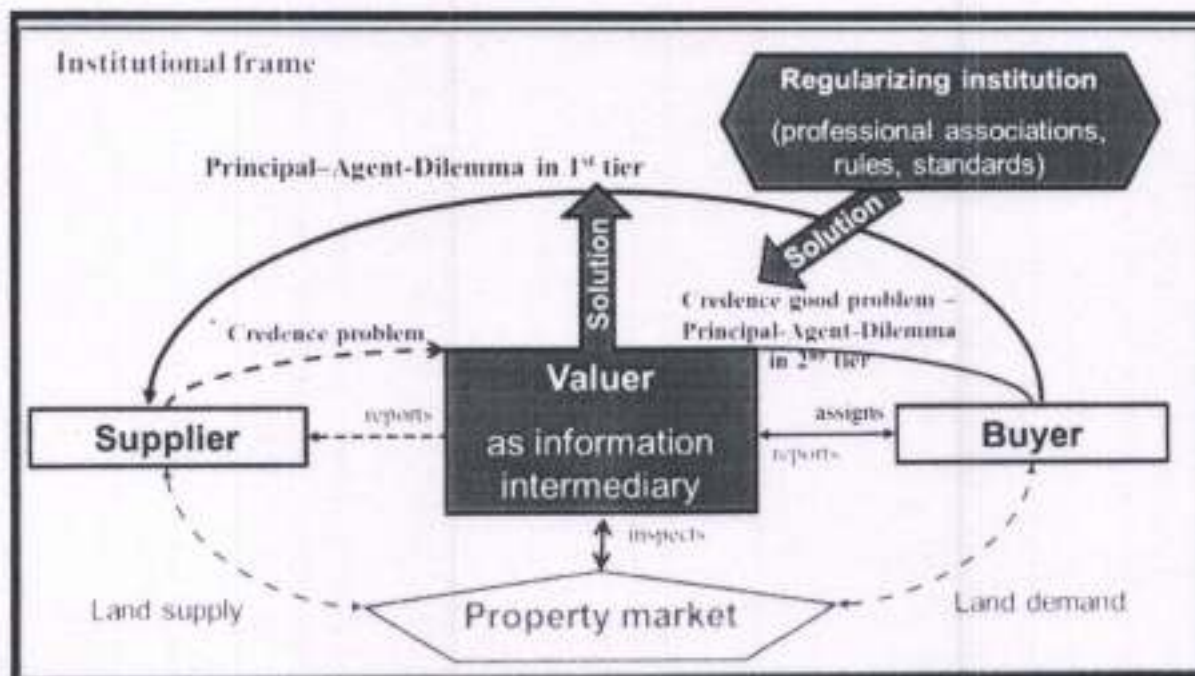 Institutional frame
Regularizing institution
(professional associations,
rules, standards)
Principal–Agent-Dilemma in 1st tier
Solution
Solution
Credence problem
Credence good problem –
Principal-Agent-Dilemma
in 2nd tier
Valuer
as information
intermediary
reports
assigns
reports
Supplier
Buyer
inspects
Land supply
Property market
Land demand